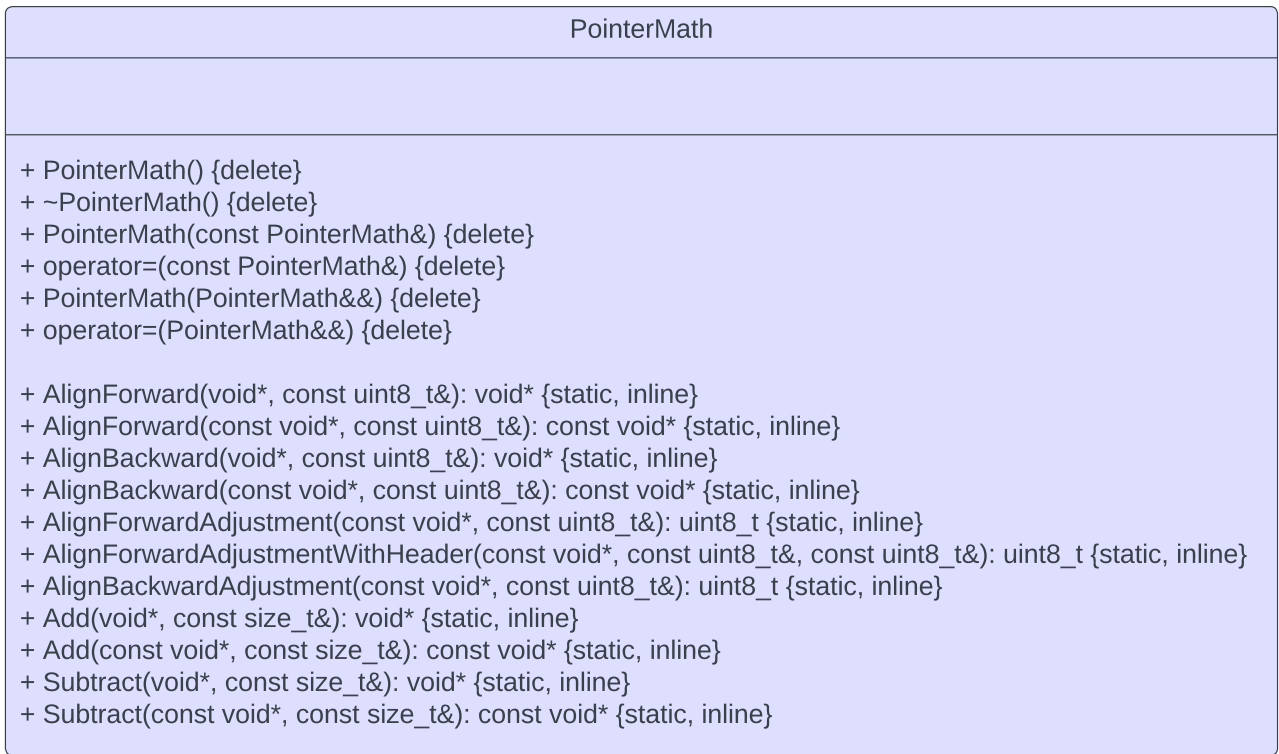 PointerMath
+ PointerMath() {delete}
+ ~PointerMath() {delete}
+ PointerMath(const PointerMath&) {delete}
+ operator=(const PointerMath&) {delete}
+ PointerMath(PointerMath&&) {delete}
+ operator=(PointerMath&&) {delete}
+ AlignForward(void*, const uint8_t&): void* {static, inline}
+ AlignForward(const void*, const uint8_t&): const void* {static, inline}
+ AlignBackward(void*, const uint8_t&): void* {static, inline}
+ AlignBackward(const void*, const uint8_t&): const void* {static, inline}
+ AlignForwardAdjustment(const void*, const uint8_t&): uint8_t {static, inline}
+ AlignForwardAdjustmentWithHeader(const void*, const uint8_t&, const uint8_t&): uint8_t {static, inline}
+ AlignBackwardAdjustment(const void*, const uint8_t&): uint8_t {static, inline}
+ Add(void*, const size_t&): void* {static, inline}
+ Add(const void*, const size_t&): const void* {static, inline}
+ Subtract(void*, const size_t&): void* {static, inline}
+ Subtract(const void*, const size_t&): const void* {static, inline}